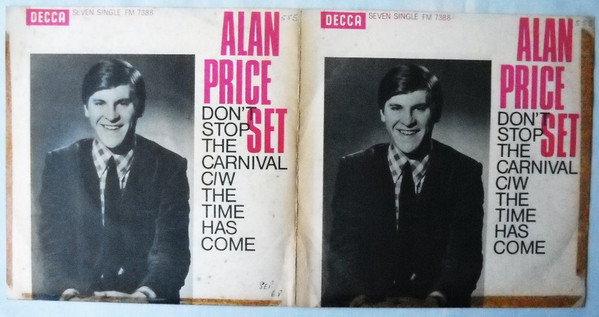 DECCA SEVEN SINGLE FM 7388
ALAN
PRICE
SET
DON'T
STOP
THE
CARNIVAL
C/W
THE
TIME
HAS
COME
DECCA SEVEN SINGLE FM 7388
ALAN
PRICE
SET
DON'T
STOP
THE
CARNIVAL
C/W
THE
TIME
HAS
COME